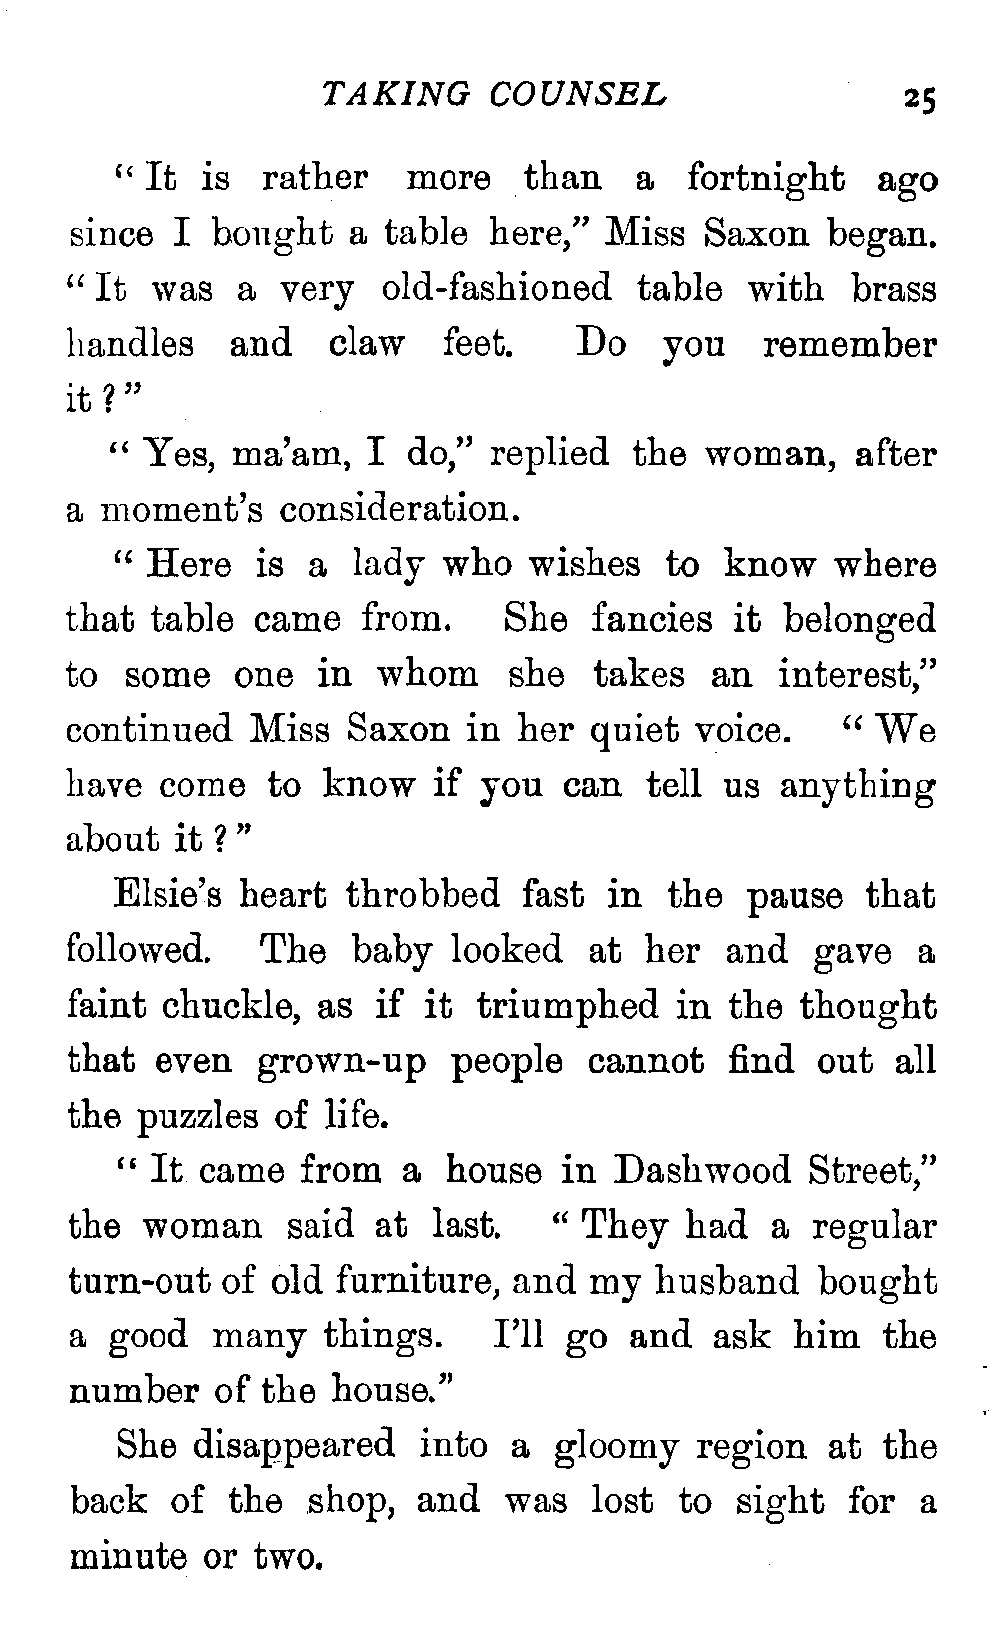 TAKING COUNSEL 25
“ It is rather more than a fortnight ago
since I bought a table here,” Miss Saxon began.
“ It was a very old-fashioned table with brass
handles and claw feet. Do you remember
it ? ”
“ Yes, ma’am, I do,” replied the woman, after
a moment’s consideration.
“ Here is a lady who wishes to know where
that table came from. She fancies it belonged
to some one in whom she takes an interest,”
continued Miss Saxon in her quiet voice. “ We
have come to know if you can tell us anything
about it ? ”
Elsie’s heart throbbed fast in the pause that
followed. The baby looked at her and gave a
faint chuckle, as if it triumphed in the thought
that even grown-up people cannot find out all
the puzzles of life.
“ It came from a house in Dashwood Street,”
the woman said at last. “ They had a regular
turn-out of old furniture, and my husband bought
a good many things. I’ll go and ask him the
number of the house.”
She disappeared into a gloomy region at the
back of the shop, and was lost to sight for a
minute or two.